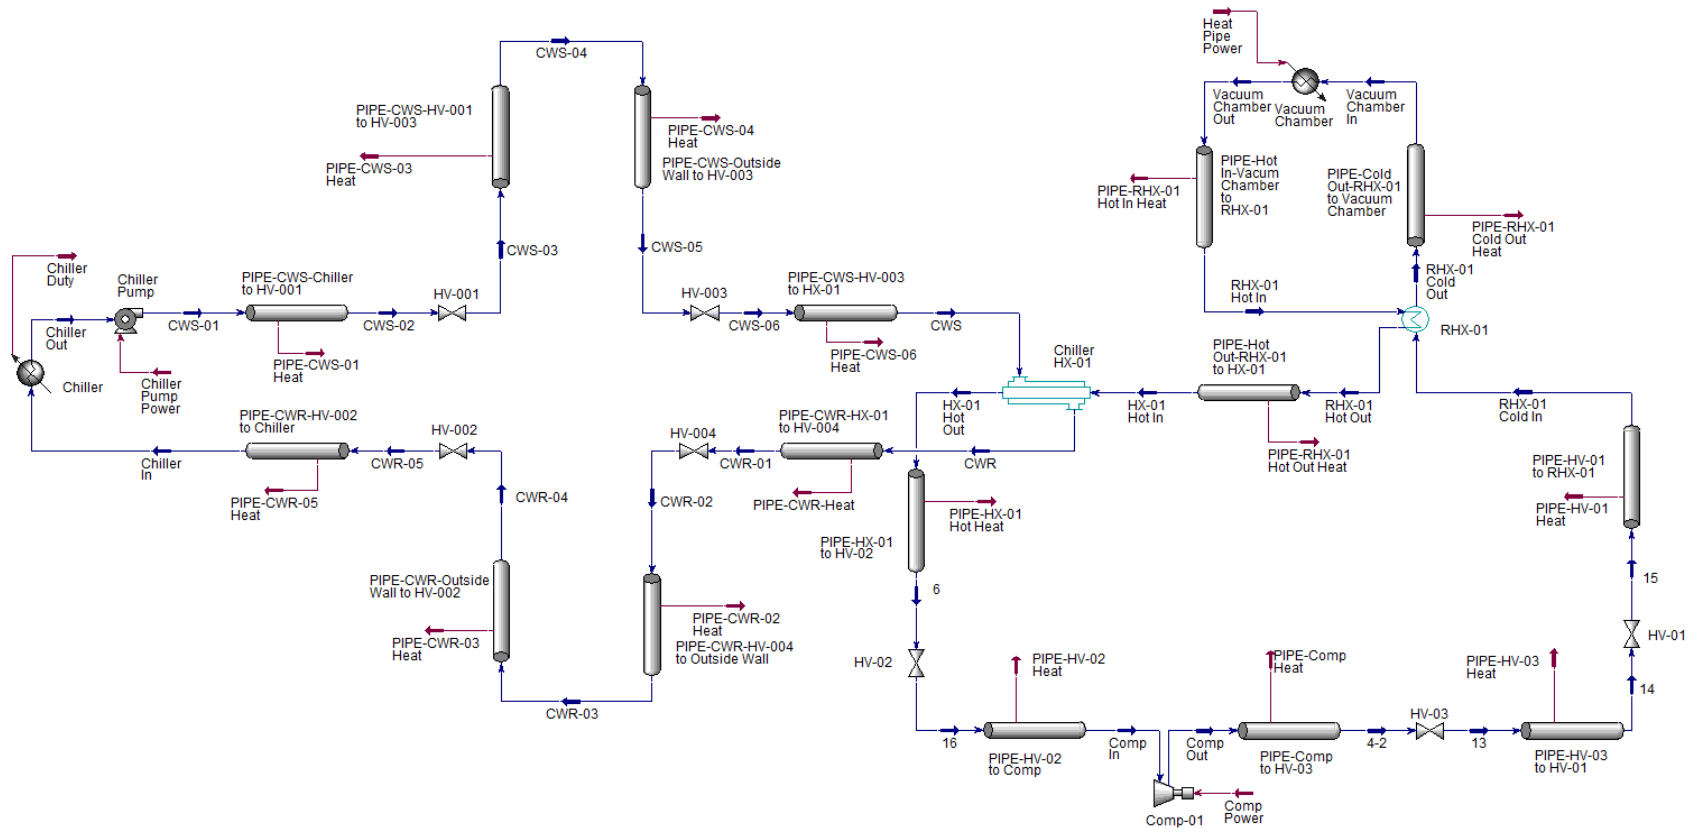 CWS-04
PIPE-CWS-HV-001
to HV-003
PIPE-CWS-03
Heat
PIPE-CWS-04
Heat
PIPE-CWS-Outside
Wall to HV-003
CWS-03
CWS-05
Chiller
Duty
Chiller
Out
Chiller
Chiller
Pump
Chiller
Pump
Power
CWS-01
PIPE-CWS-Chiller
to HV-001
PIPE-CWS-01
Heat
CWS-02
HV-001
HV-003
CWS-06
PIPE-CWS-HV-003
to HX-01
PIPE-CWS-06
Heat
CWS
Chiller
HX-01
HX-01
Hot
Out
HX-01
Hot In
PIPE-Hot
Out-RHX-01
to HX-01
PIPE-RHX-01
Hot Out Heat
RHX-01
Hot Out
Heat
Pipe
Power
Vacuum
Chamber
Out
Vacuum
Chamber
Vacuum
Chamber
In
PIPE-Hot
In-Vacum
Chamber
to
RHX-01
PIPE-RHX-01
Hot In Heat
PIPE-Cold
Out-RHX-01
to Vacuum
Chamber
PIPE-RHX-01
Cold Out
Heat
RHX-01
Hot In
RHX-01
Cold
Out
RHX-01
RHX-01
Cold In
PIPE-CWR-HV-002
to Chiller
Chiller
In
PIPE-CWR-05
Heat
CWR-05
HV-002
CWR-04
PIPE-CWR-Outside
Wall to HV-002
PIPE-CWR-03
Heat
CWR-03
HV-004
CWR-01
CWR-02
PIPE-CWR-HX-01
to HV-004
PIPE-CWR-Heat
CWR
PIPE-CWR-02
Heat
PIPE-CWR-HV-004
to Outside Wall
PIPE-HX-01
Hot Heat
PIPE-HX-01
to HV-02
6
HV-02
16
PIPE-HV-02
Heat
PIPE-HV-02
to Comp
Comp
In
Comp
Out
Comp-01
Comp
Power
PIPE-Comp
Heat
PIPE-Comp
to HV-03
4-2
HV-03
13
PIPE-HV-03
Heat
PIPE-HV-03
to HV-01
14
HV-01
15
PIPE-HV-01
to RHX-01
PIPE-HV-01
Heat